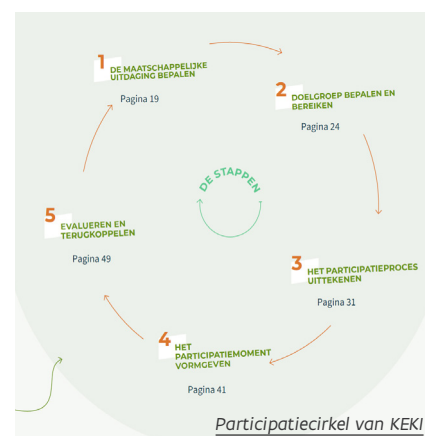 1
DE MAATSCHAPPELIJKE
UITDAGING BEPALEN
Pagina 19
2
DOELGROEP BEPALEN EN
BEREIKEN
Pagina 24
DE STAPPEN
3
HET PARTICIPATIEPROCES
UITTEKENEN
Pagina 31
4
HET
PARTICIPATIEMOMENT
VORMGEVEN
Pagina 41
5
EVALUEREN EN
TERUGKOPPELEN
Pagina 49
Participatiecirkel van KEKI